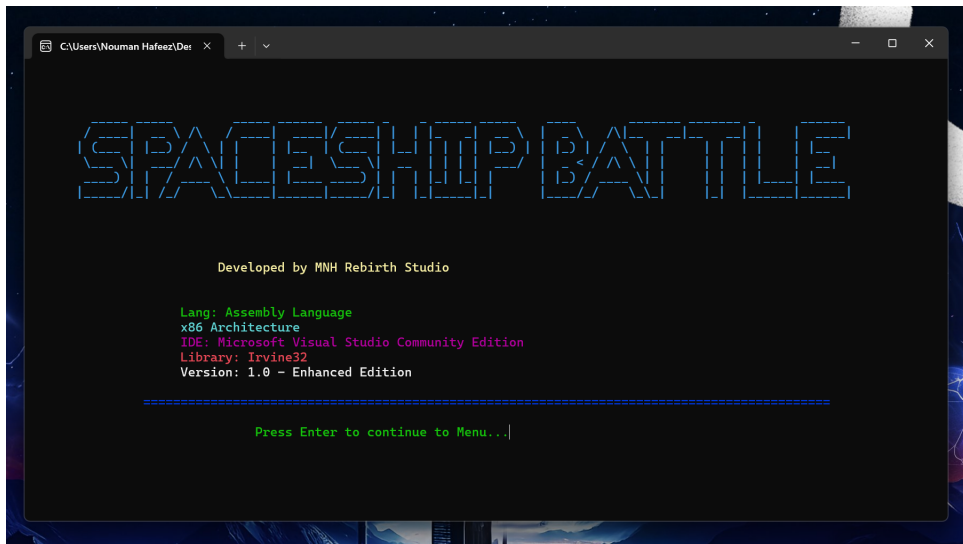 C:\Users\Nouman Hafeez\Des
SPACESHIP BATTLE
Developed by MNH Rebirth Studio
Lang: Assembly Language
x86 Architecture
IDE: Microsoft Visual Studio Community Edition
Library: Irvine32
Version: 1.0 - Enhanced Edition
============================================================================================
Press Enter to continue to Menu...